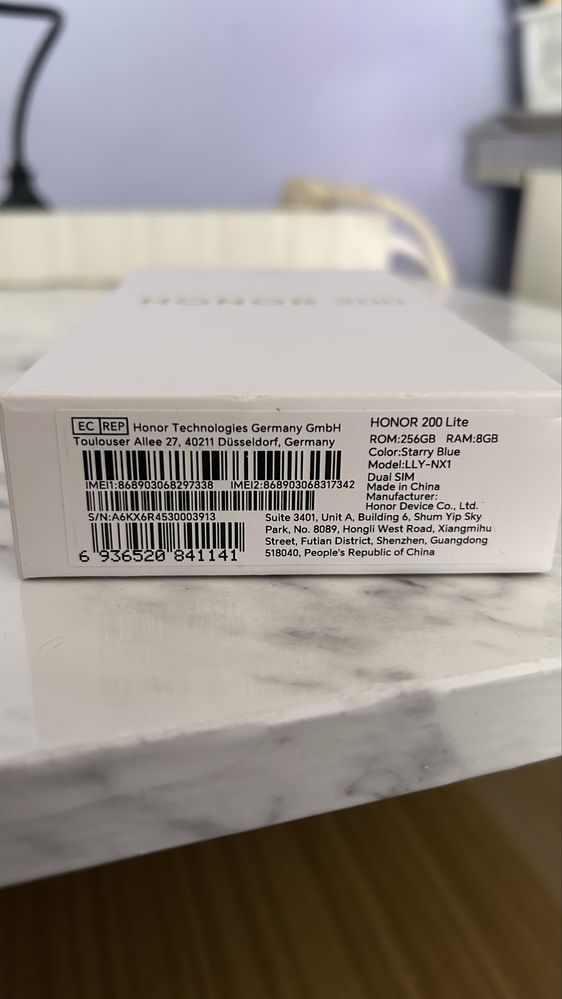 HONOR 200
EC REP Honor Technologies Germany GmbH
Toulouser Allee 27, 40211 Düsseldorf, Germany
IMEI1:868903068297338 IMEI2:868903068317342
S/N:A6KX6R4530003913
6 936520 841141
HONOR 200 Lite
ROM:256GB RAM:8GB
Color:Starry Blue
Model:LLY-NX1
Dual SIM
Made in China
Manufacturer:
Honor Device Co., Ltd.
Suite 3401, Unit A, Building 6, Shum Yip Sky
Park, No. 8089, Hongli West Road, Xiangmihu
Street, Futian District, Shenzhen, Guangdong
518040, People's Republic of China